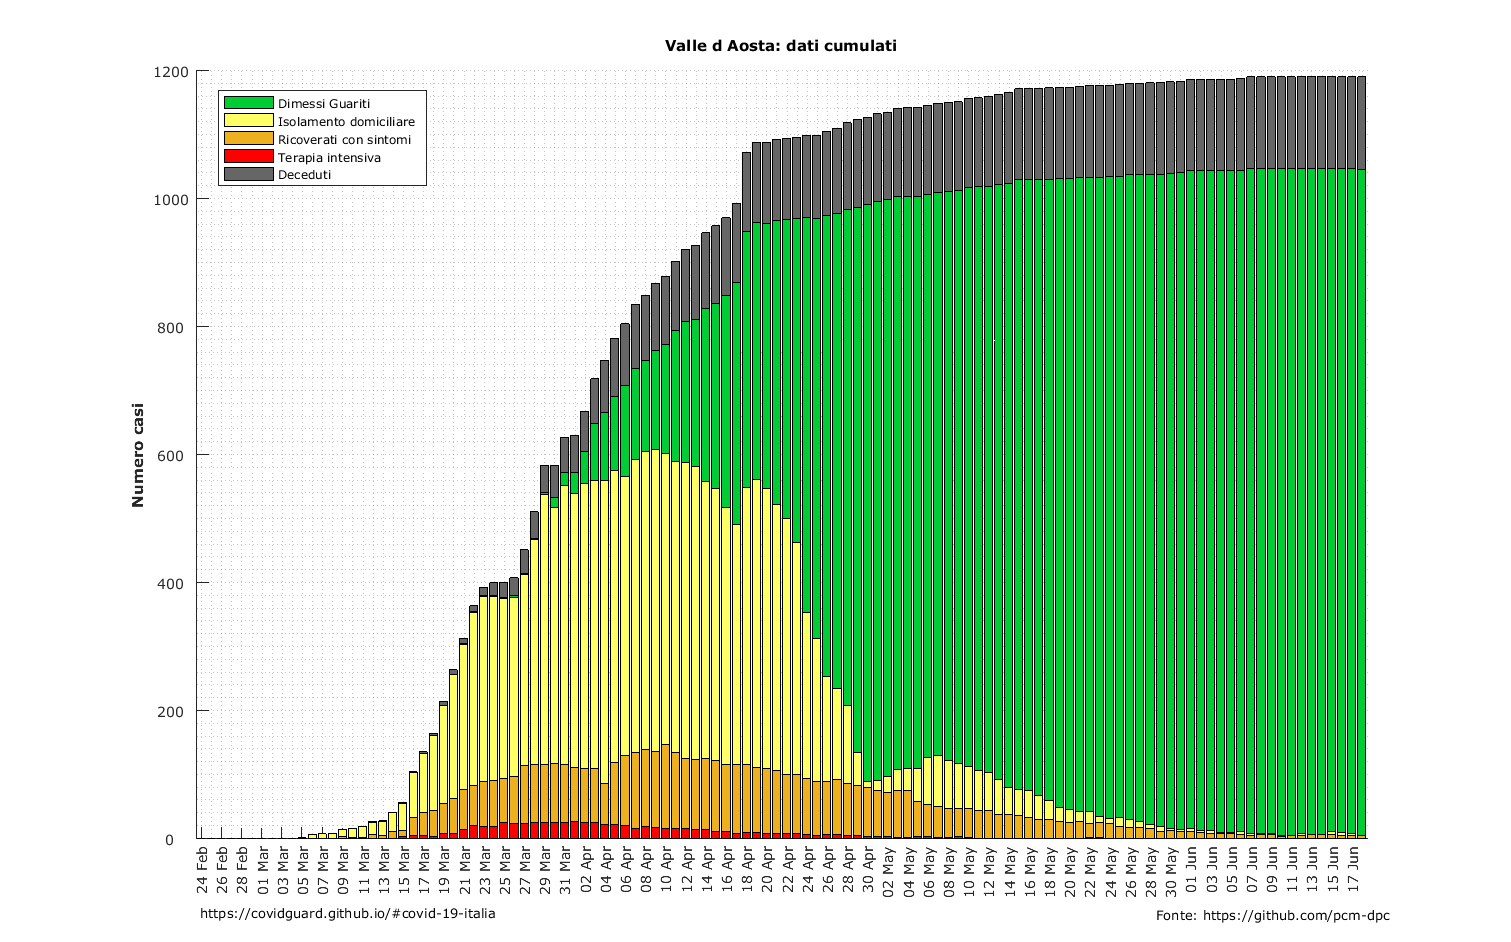 Valle d Aosta: dati cumulati
1200
1000
800
600
400
200
0
Numero casi
Dimessi Guariti
Isolamento domiciliare
Ricoverati con sintomi
Terapia intensiva
Deceduti
24 Feb
26 Feb
28 Feb
01 Mar
03 Mar
05 Mar
07 Mar
09 Mar
11 Mar
13 Mar
15 Mar
17 Mar
19 Mar
21 Mar
23 Mar
25 Mar
27 Mar
29 Mar
31 Mar
02 Apr
04 Apr
06 Apr
08 Apr
10 Apr
12 Apr
14 Apr
16 Apr
18 Apr
20 Apr
22 Apr
24 Apr
26 Apr
28 Apr
30 Apr
02 May
04 May
06 May
08 May
10 May
12 May
14 May
16 May
18 May
20 May
22 May
24 May
26 May
28 May
30 May
01 Jun
03 Jun
05 Jun
07 Jun
09 Jun
11 Jun
13 Jun
15 Jun
17 Jun
https://covidguard.github.io/#covid-19-italia
Fonte: https://github.com/pcm-dpc